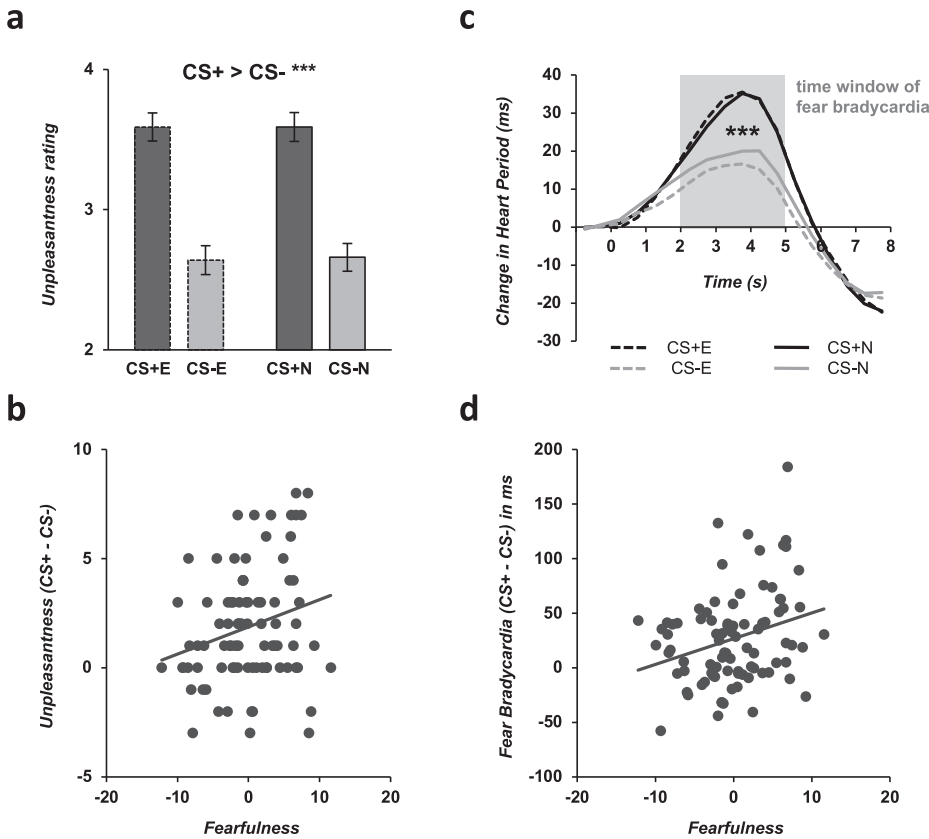 a
CS+ > CS- ***
Unpleasantness rating
4
3
2
CS+E CS-E CS+N CS-N
c
Change in Heart Period (ms)
40
30
20
10
0
-10
-20
-30
time window of
fear bradycardia
***
0 1 2 3 4 5 6 7 8
Time (s)
CS+E CS+N
CS-E CS-N
b
Unpleasantness (CS+ - CS-)
10
5
0
-5
-20 -10 0 10 20
Fearfulness
d
Fear Bradycardia (CS+ - CS-) in ms
200
150
100
50
0
-50
-100
-20 -10 0 10 20
Fearfulness